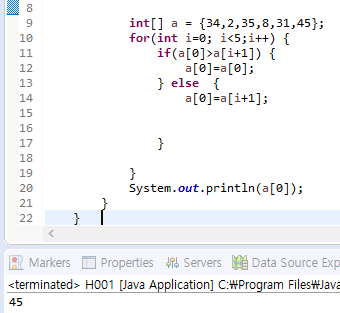 8
9 int[] a = {34,2,35,8,31,45};
10 for(int i=0; i<5;i++) {
11 if(a[0]>a[i+1]) {
12 a[0]=a[0];
13 } else  {
14 a[0]=a[i+1];
15
16
17 }
18
19 }
20 System.out.println(a[0]);
21 }
22 }
Markers Properties Servers Data Source Exp
<terminated> H001 [Java Application] C:₩Program Files₩Java
45